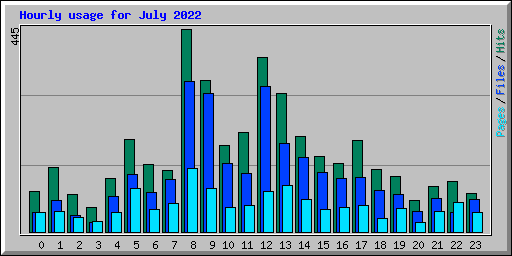 Hourly usage for July 2022
445
Pages / Files / Hits
0 1 2 3 4 5 6 7 8 9 10 11 12 13 14 15 16 17 18 19 20 21 22 23